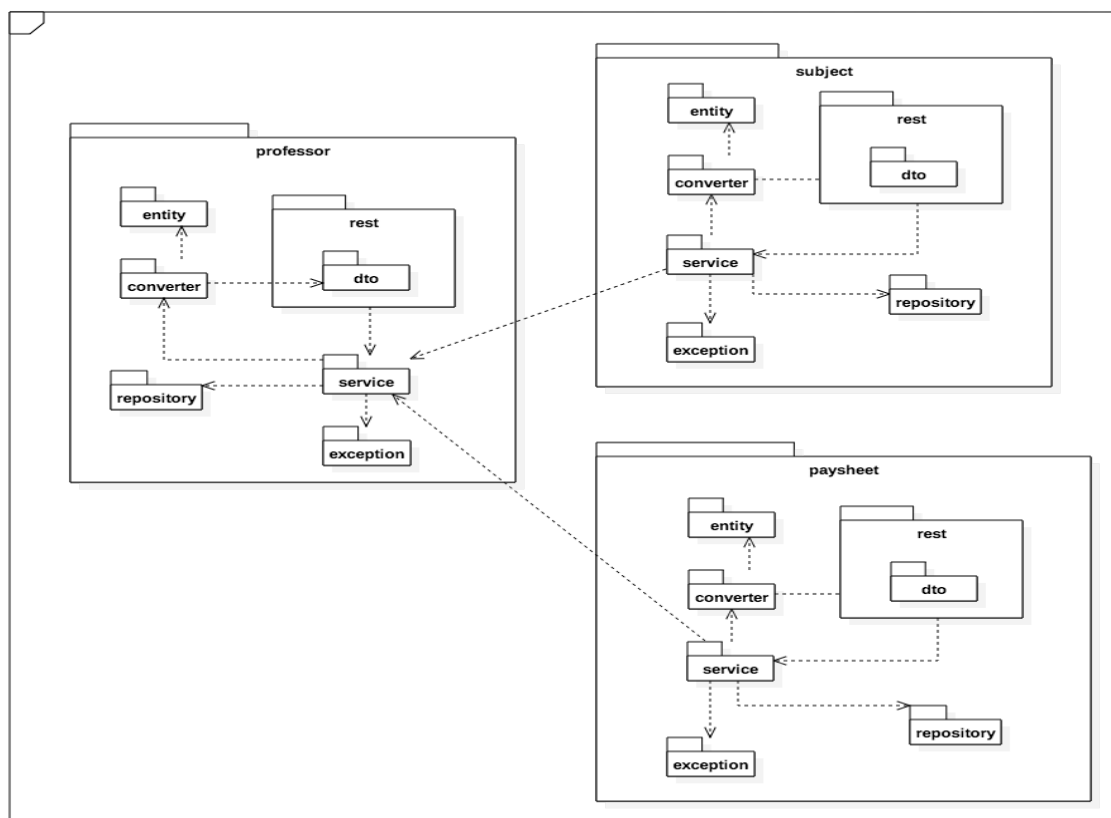 professor
entity
rest
converter
dto
service
repository
exception
subject
entity
rest
converter
dto
service
repository
exception
paysheet
entity
rest
converter
dto
service
repository
exception